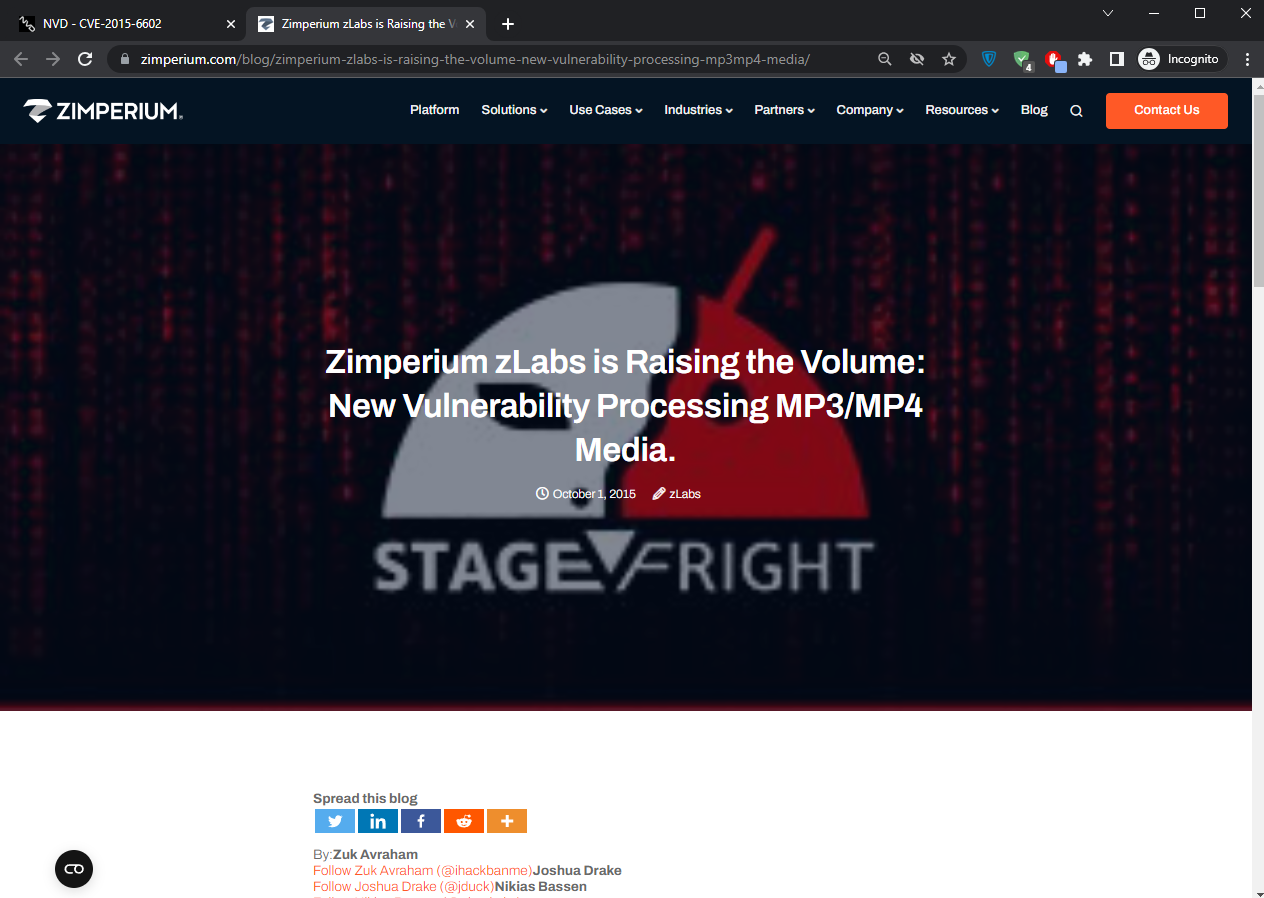 NVD - CVE-2015-6602
Zimperium zLabs is Raising the V
zimperium.com/blog/zimperium-zlabs-is-raising-the-volume-new-vulnerability-processing-mp3mp4-media/
4
Incognito
ZIMPERIUM.
Platform
Solutions
Use Cases
Industries
Partners
Company
Resources
Blog
Contact Us
Zimperium zLabs is Raising the Volume:
New Vulnerability Processing MP3/MP4
Media.
October 1, 2015 zLabs
STAGEFRIGHT
Spread this blog
By:Zuk Avraham
Follow Zuk Avraham (@ihackbanme)Joshua Drake
Follow Joshua Drake (@jduck)Nikias Bassen